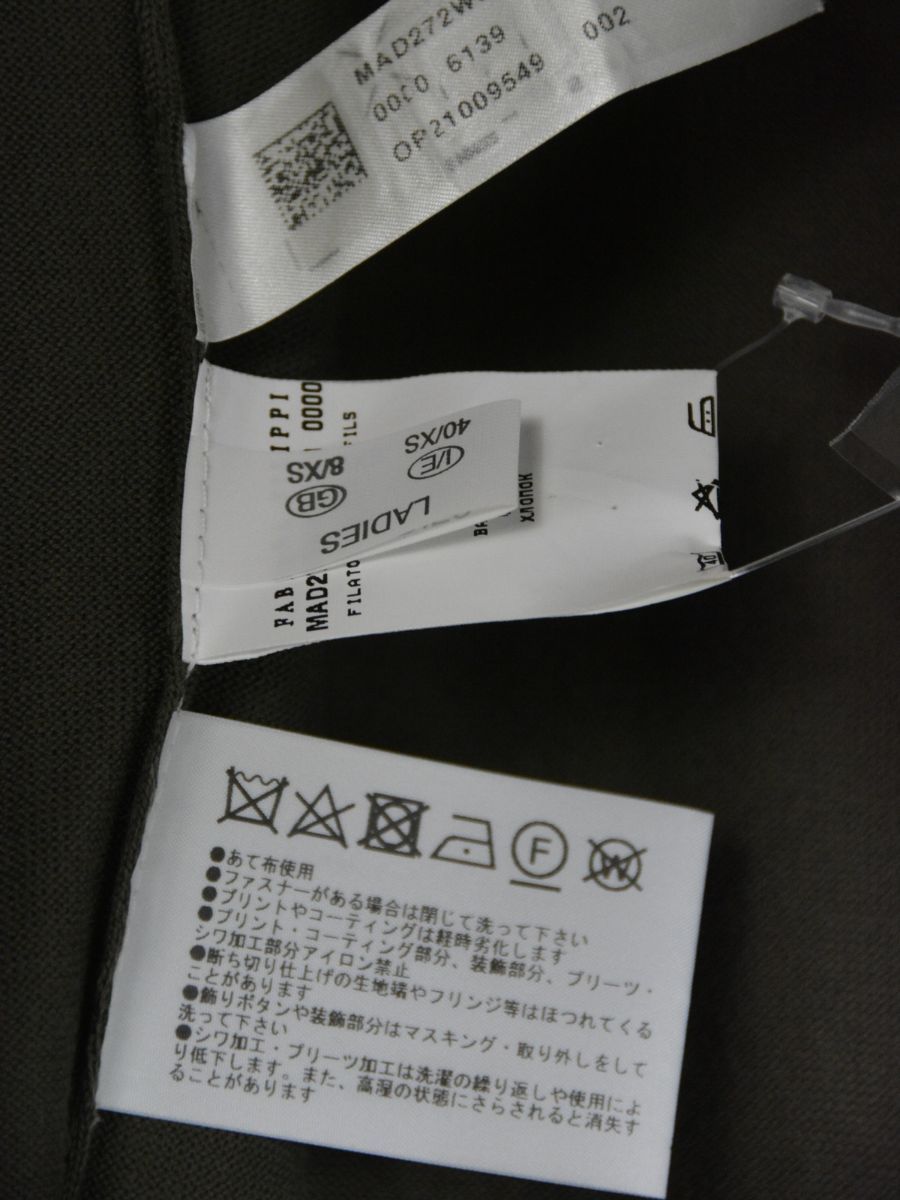 MAD272W
6139
002
OP21009549
IPPI
0000
FILS
40/XS
I/E
8/XS
GB
LADIES
ХЛОПОК
FAB
MAD2
FILATO
40
F
W
●あて布使用
●ファスナーがある場合は閉じて洗って下さい
●プリントやコーティングは経時劣化します
●プリント・コーティング部分、装飾部分、プリーツ・
シワ加工部分アイロン禁止
●断ち切り仕上げの生地端やフリンジ等はほつれてくる
ことがあります
●飾りボタンや装飾部分はマスキング・取り外しをして
洗って下さい
●シワ加工・プリーツ加工は洗濯の繰り返しや使用によ
り低下します。また、高湿の状態にさらされると消失す
ることがあります